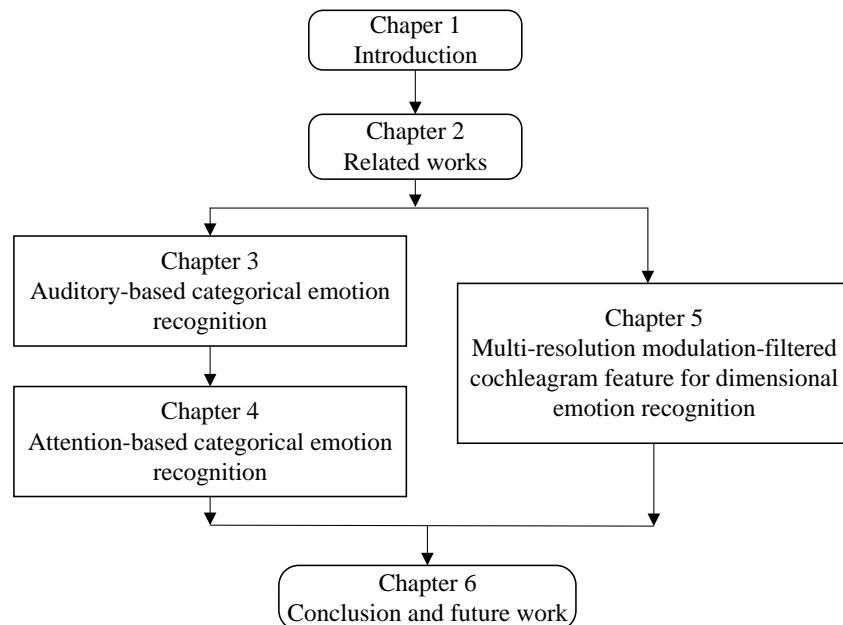 Chaper 1
Introduction
Chapter 2
Related works
Chapter 3
Auditory-based categorical emotion
recognition
Chapter 4
Attention-based categorical emotion
recognition
Chapter 5
Multi-resolution modulation-filtered
cochleagram feature for dimensional
emotion recognition
Chapter 6
Conclusion and future work